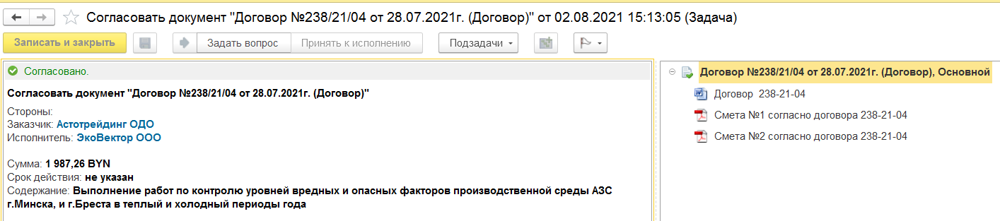 Согласовать документ "Договор №238/21/04 от 28.07.2021г. (Договор)" от 02.08.2021 15:13:05 (Задача)
Записать и закрыть
Задать вопрос
Принять к исполнению
Подзадачи
Согласовано.
Согласовать документ "Договор №238/21/04 от 28.07.2021г. (Договор)"
Стороны:
Заказчик: Астотрейдинг ОДО
Исполнитель: ЭкоВектор ООО
Сумма: 1 987,26 BYN
Срок действия: не указан
Содержание: Выполнение работ по контролю уровней вредных и опасных факторов производственной среды АЗС
г.Минска, и г.Бреста в теплый и холодный периоды года
Договор №238/21/04 от 28.07.2021г. (Договор), Основной
Договор 238-21-04
Смета №1 согласно договора 238-21-04
Смета №2 согласно договора 238-21-04